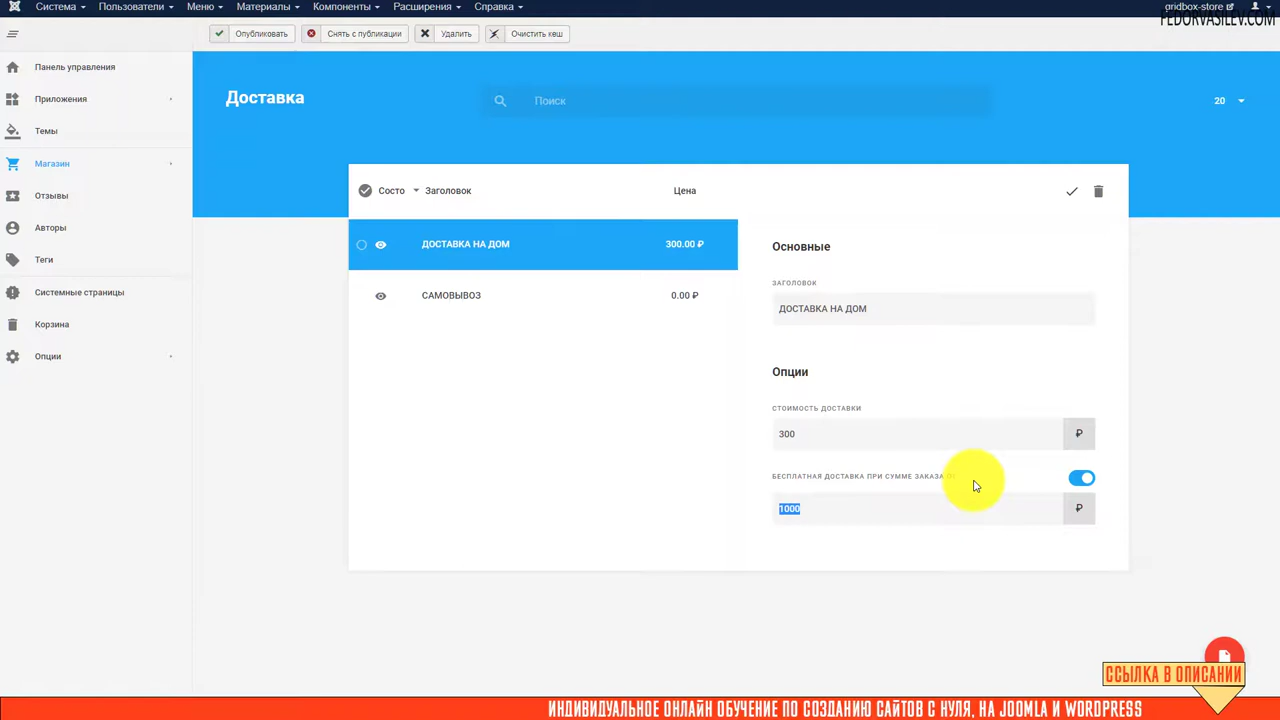 Система Пользователи Меню Материалы Компоненты Расширения Справка gridbox-store
FEDORVASILEV.COM
Опубликовать Снять с публикации Удалить Очистить кеш
Панель управления
Приложения
Темы
Магазин
Отзывы
Авторы
Теги
Системные страницы
Корзина
Опции
Доставка
Поиск
20
Состо Заголовок Цена
ДОСТАВКА НА ДОМ 300.00 ₽
САМОВЫВОЗ 0.00 ₽
Основные
ЗАГОЛОВОК
ДОСТАВКА НА ДОМ
Опции
СТОИМОСТЬ ДОСТАВКИ
300 ₽
БЕСПЛАТНАЯ ДОСТАВКА ПРИ СУММЕ ЗАКАЗА
1000 ₽
ССЫЛКА В ОПИСАНИИ
ИНДИВИДУАЛЬНОЕ ОНЛАЙН ОБУЧЕНИЕ ПО СОЗДАНИЮ САЙТОВ С НУЛЯ, НА JOOMLA И WORDPRESS